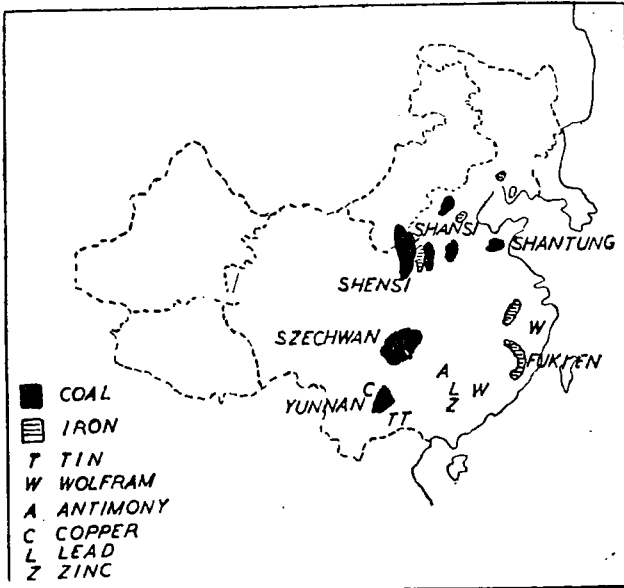 SHANSI
SHANTUNG
SHENSI
W
SZECHWAN
FUKIEN
A
C
L W
YUNNAN
Z
TT
COAL
IRON
T TIN
W WOLFRAM
A ANTIMONY
C COPPER
L LEAD
Z ZINC